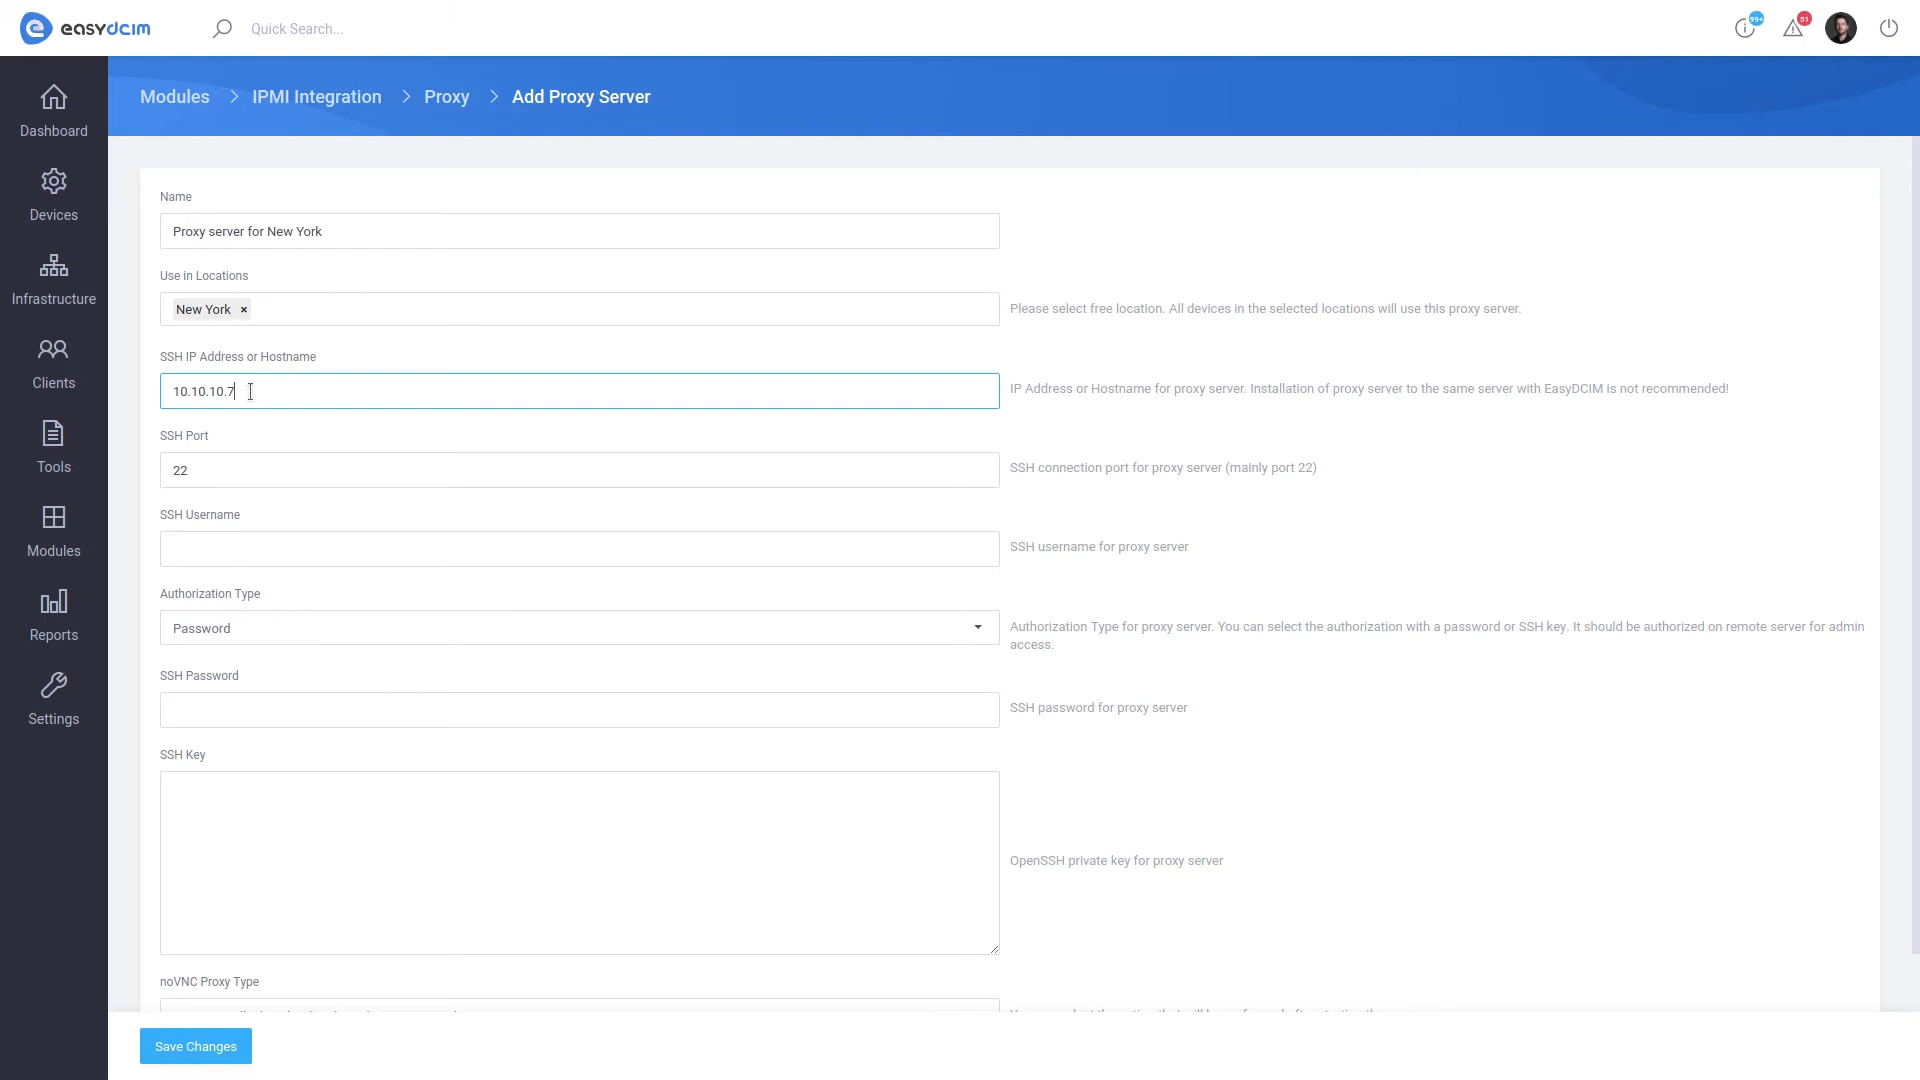 easydcim
Quick Search...
99+
51
Modules > IPMI Integration > Proxy > Add Proxy Server
Dashboard
Devices
Infrastructure
Clients
Tools
Modules
Reports
Settings
Name
Proxy server for New York
Use in Locations
New York ×
Please select free location. All devices in the selected locations will use this proxy server.
SSH IP Address or Hostname
10.10.10.7
IP Address or Hostname for proxy server. Installation of proxy server to the same server with EasyDCIM is not recommended!
SSH Port
22
SSH connection port for proxy server (mainly port 22)
SSH Username
SSH username for proxy server
Authorization Type
Password
Authorization Type for proxy server. You can select the authorization with a password or SSH key. It should be authorized on remote server for admin
access.
SSH Password
SSH password for proxy server
SSH Key
OpenSSH private key for proxy server
noVNC Proxy Type
Save Changes